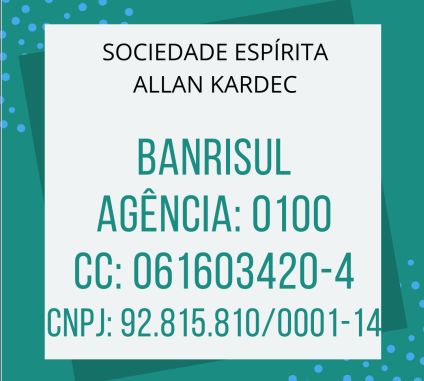 SOCIEDADE ESPÍRITA
ALLAN KARDEC
BANRISUL
AGÊNCIA: 0100
CC: 061603420-4
CNPJ: 92.815.810/0001-14